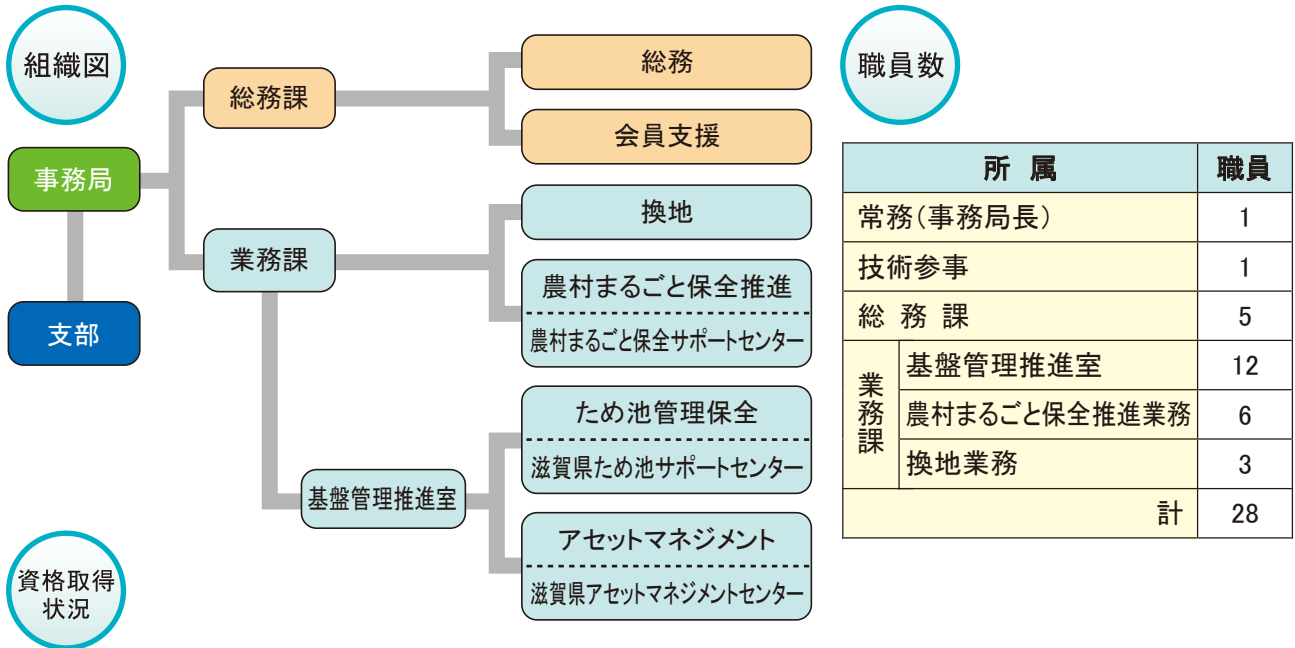 組織図
事務局
支部
総務課
総務
会員支援
業務課
換地
農村まるごと保全推進
農村まるごと保全サポートセンター
基盤管理推進室
ため池管理保全
滋賀県ため池サポートセンター
アセットマネジメント
滋賀県アセットマネジメントセンター
職員数
所 属 職員
常務(事務局長) 1
技術参事 1
総 務 課 5
業務課
基盤管理推進室 12
農村まるごと保全推進業務 6
換地業務 3
計 28
資格取得
状況